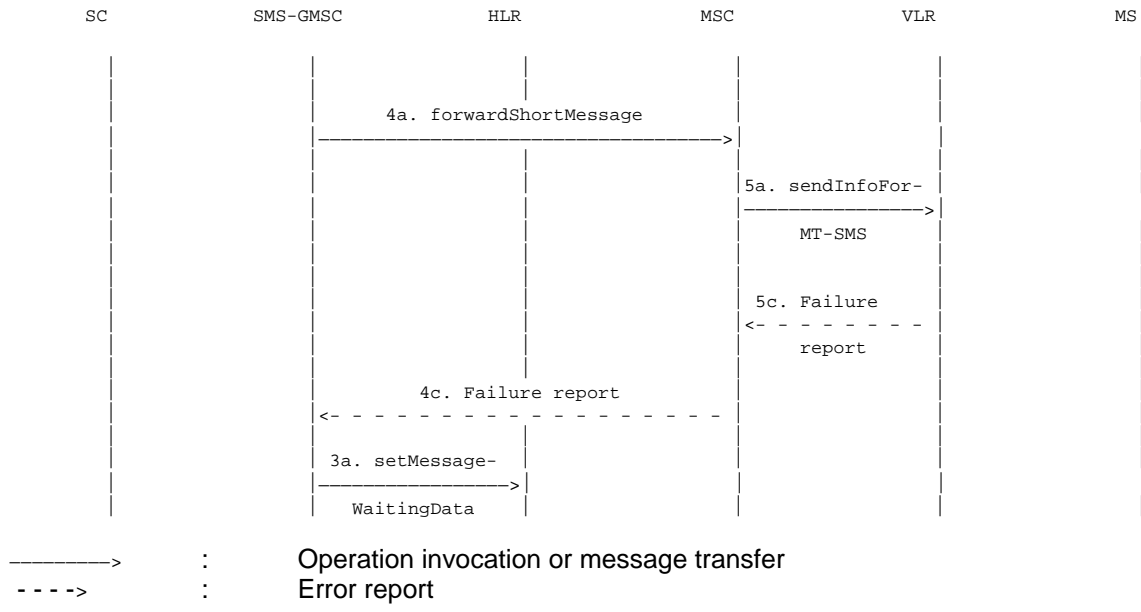 SC SMS-GMSC HLR MSC VLR MS
4a. forwardShortMessage
5a. sendInfoFor-
MT-SMS
5c. Failure
report
4c. Failure report
3a. setMessage-
WaitingData
: Operation invocation or message transfer
: Error report